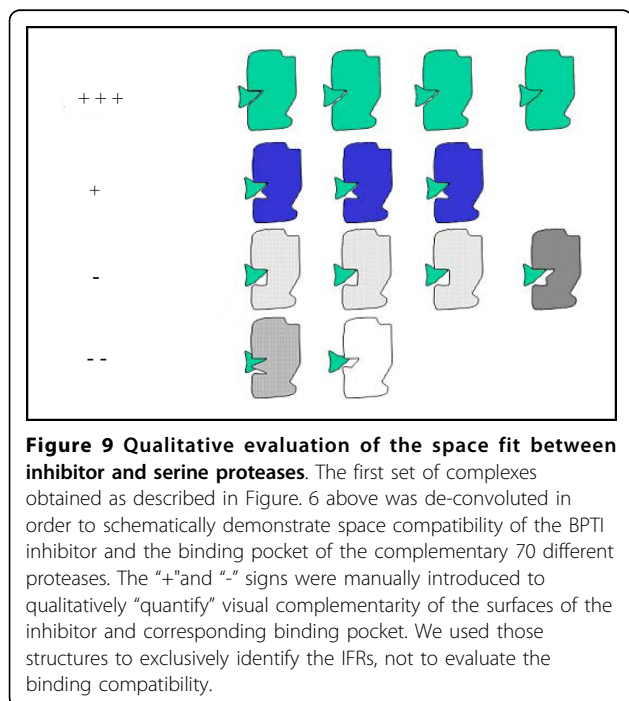 + + +
+
-
- -
Figure 9 Qualitative evaluation of the space fit between
inhibitor and serine proteases. The first set of complexes
obtained as described in Figure. 6 above was de-convoluted in
order to schematically demonstrate space compatibility of the BPTI
inhibitor and the binding pocket of the complementary 70 different
proteases. The “+"and “-” signs were manually introduced to
qualitatively “quantify” visual complementarity of the surfaces of the
inhibitor and corresponding binding pocket. We used those
structures to exclusively identify the IFRs, not to evaluate the
binding compatibility.